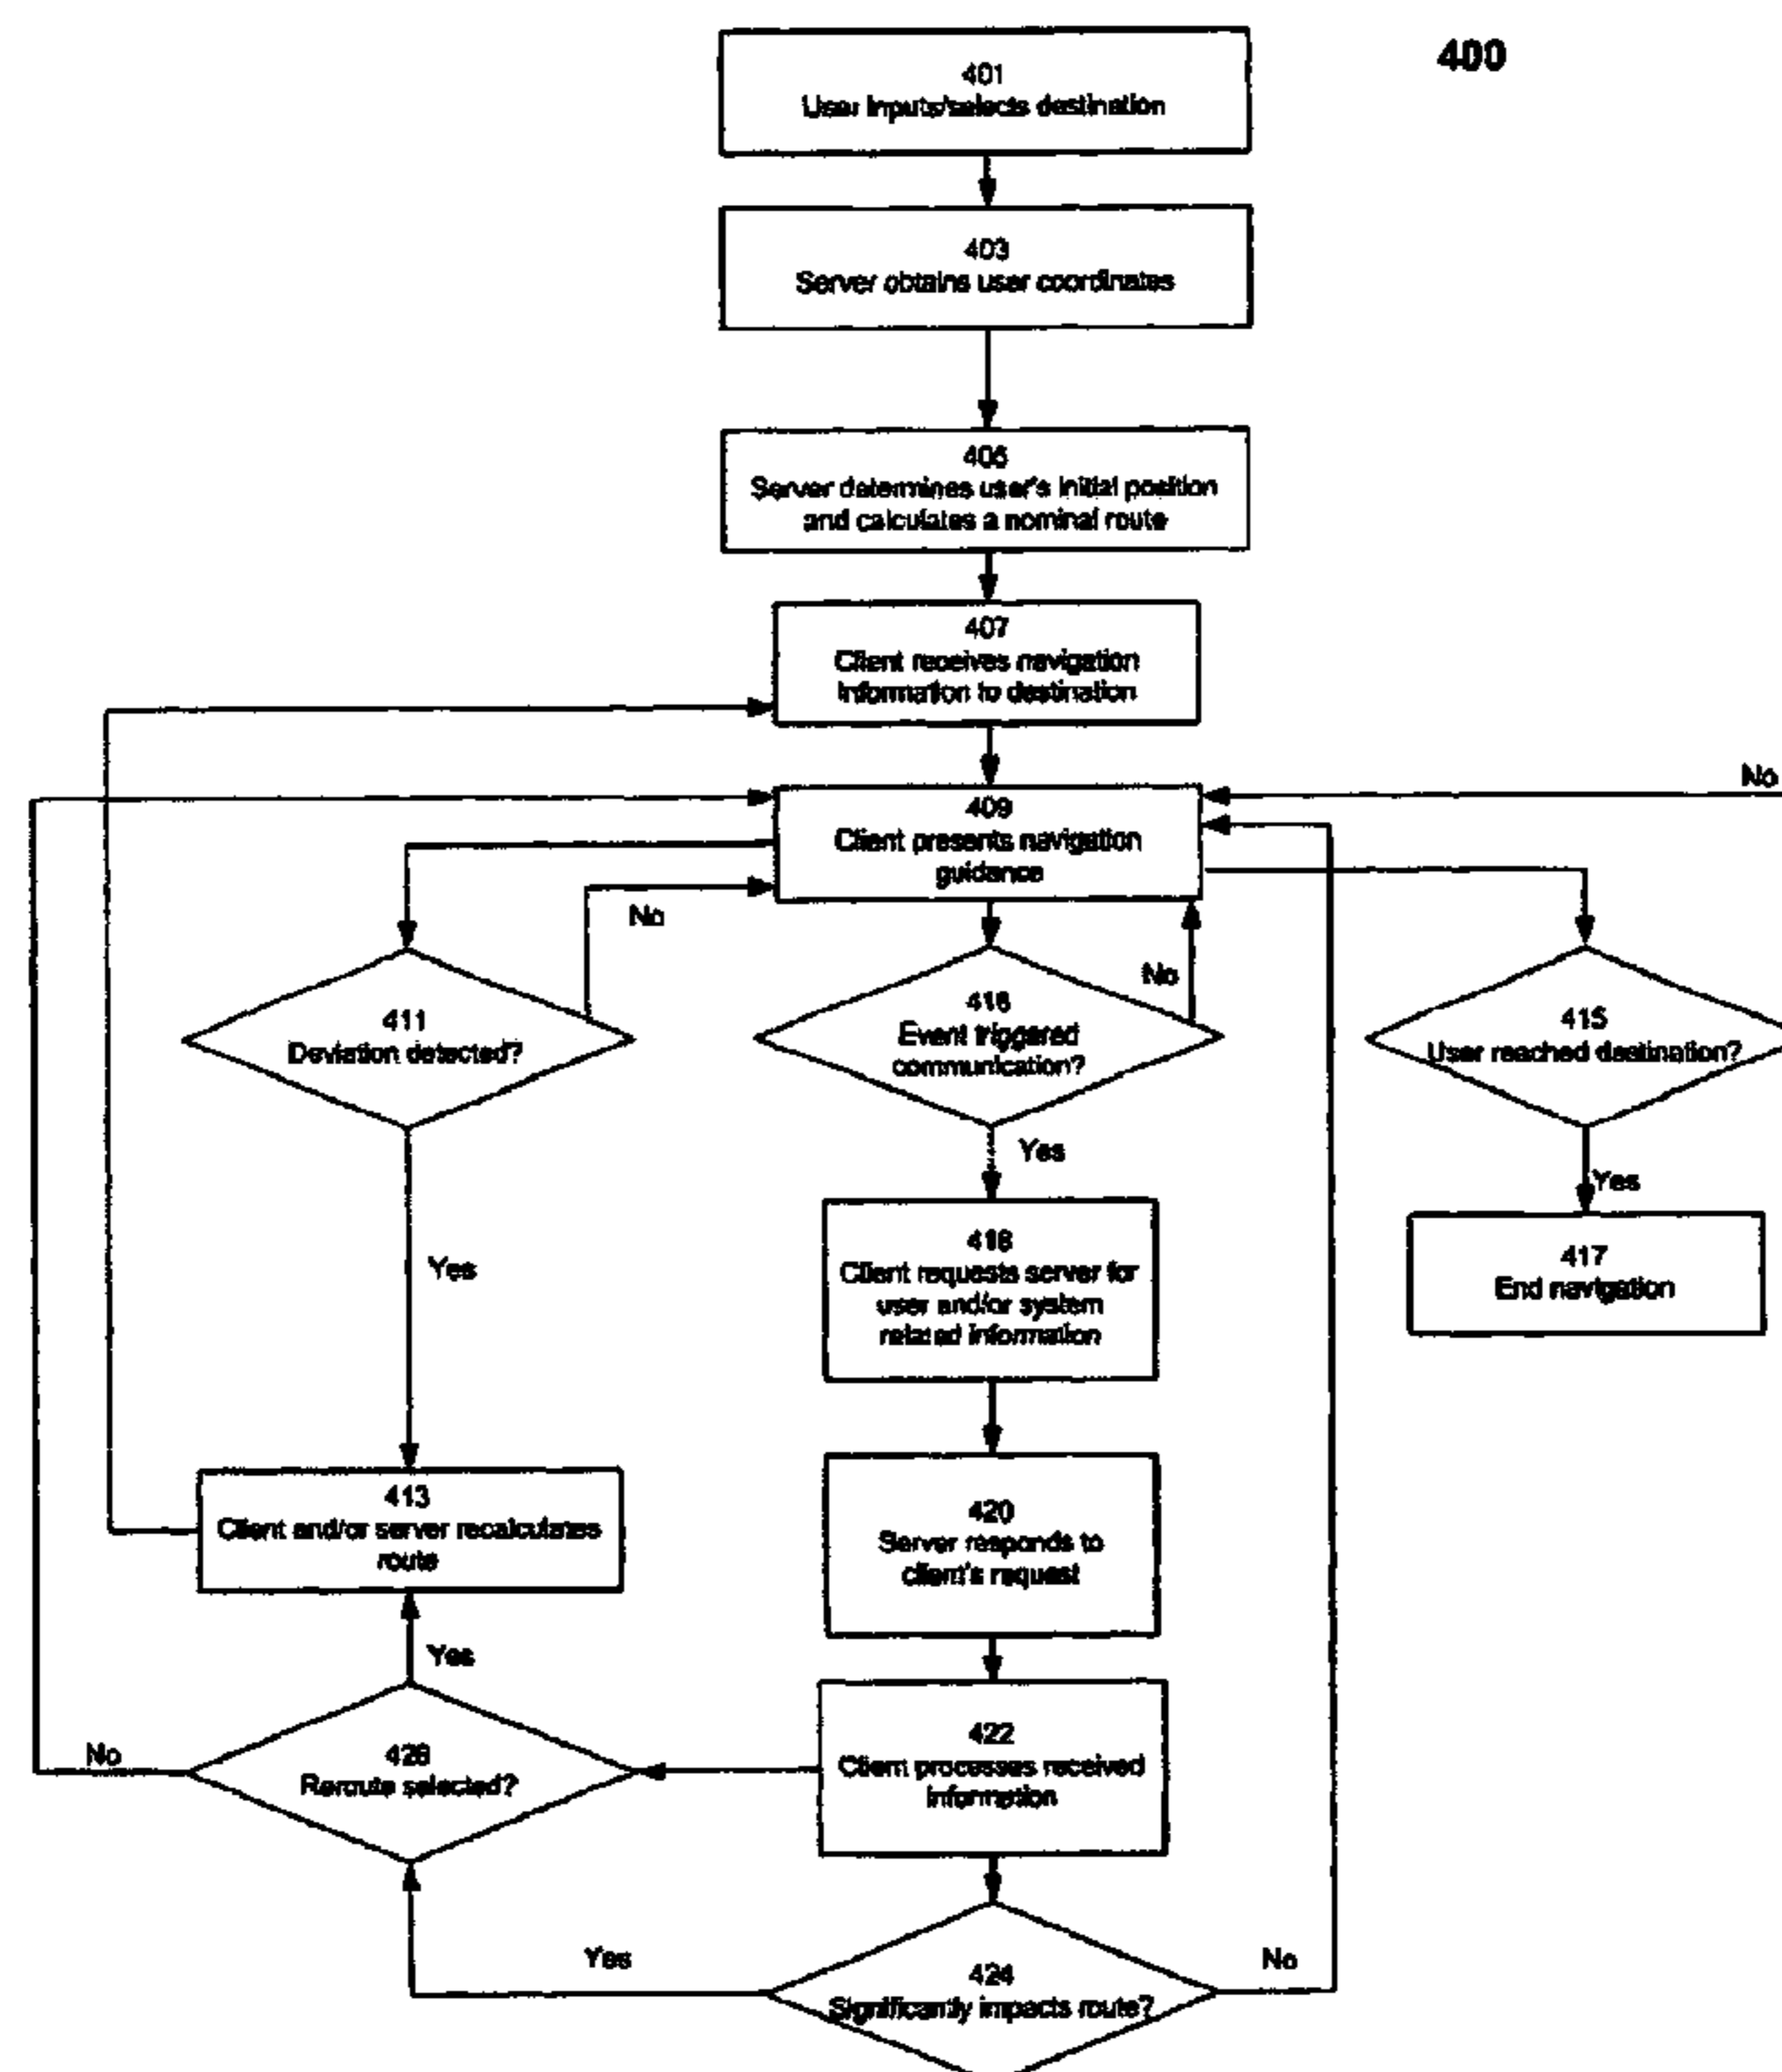 400
401
User inputs/selects destination
403
Server obtains user coordinates
405
Server determines user's initial position
and calculates a nominal route
407
Client receives navigation
information to destination
No
409
Client presents navigation
guidance
No
No
411
Deviation detected?
416
Event triggered
communication?
415
User reached destination?
Yes
Yes
Yes
418
Client requests server for
user and/or system
related information
417
End navigation
413
Client and/or server recalculates
route
420
Server responds to
client's request
Yes
No
426
Reroute selected?
422
Client processes received
information
Yes
No
424
Significantly impacts route?